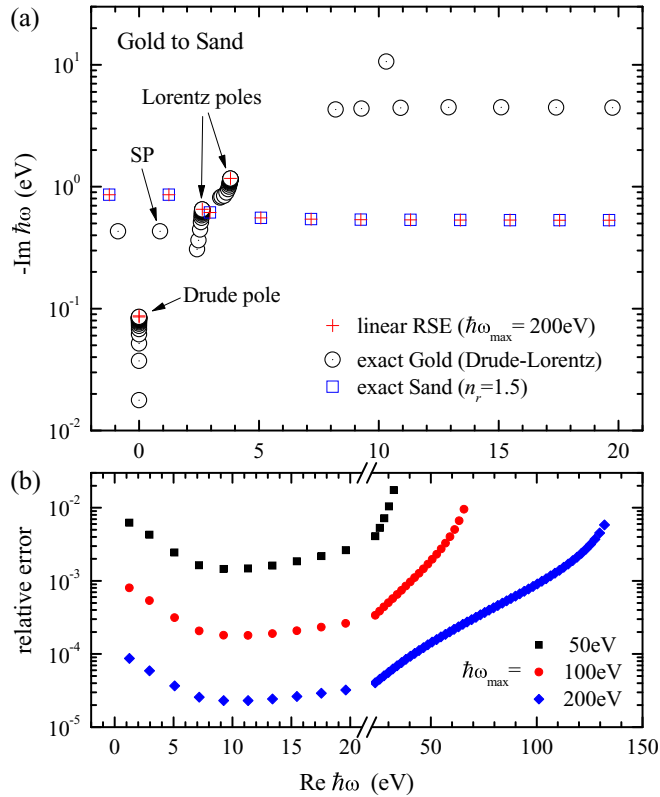 (a)
Gold to Sand
Lorentz poles
SP
Drude pole
-Im ℏω (eV)
10¹
10⁰
10⁻¹
10⁻²
linear RSE (ℏω_max = 200eV)
exact Gold (Drude-Lorentz)
exact Sand (n_r=1.5)
0 5 10 15 20
(b)
relative error
10⁻²
10⁻³
10⁻⁴
10⁻⁵
50eV
ℏω_max= 100eV
200eV
0 5 10 15 20 50 100 150
Re ℏω (eV)